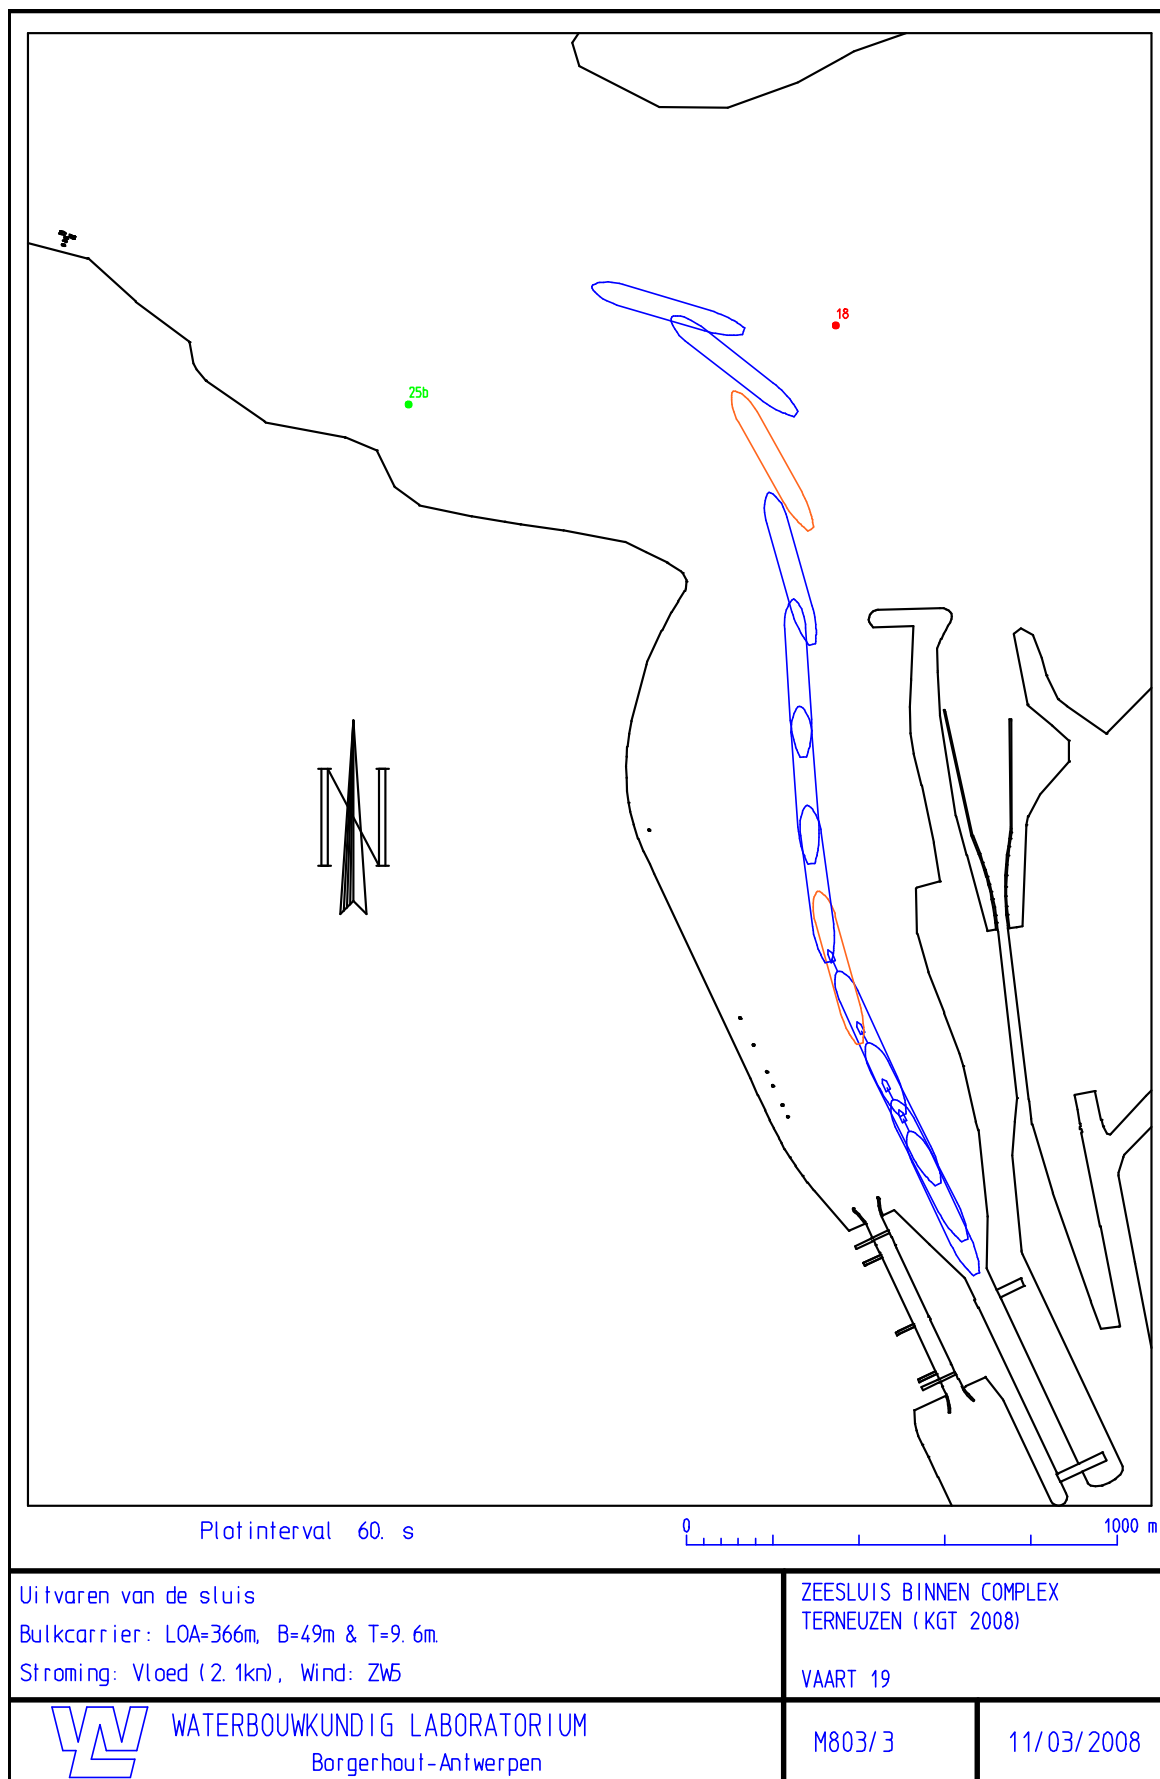 18
25b
N
Plotinterval 60. s
0 1000 m
Uitvaren van de sluis
Bulkcarrier: LOA=366m, B=49m & T=9.6m.
Stroming: Vloed (2.1kn), Wind: ZW5
ZEESLUIS BINNEN COMPLEX
TERNEUZEN (KGT 2008)
VAART 19
WL
WATERBOUWKUNDIG LABORATORIUM
Borgerhout-Antwerpen
M803/3
11/03/2008